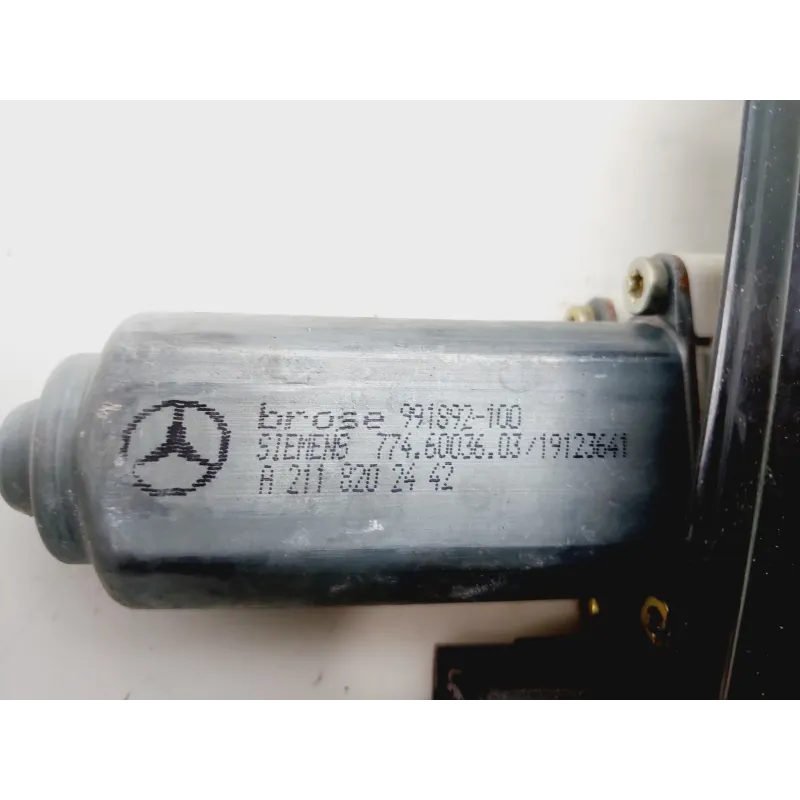 brose 991892-100
SIEMENS 774.60036.03/19123641
A 211 820 24 42